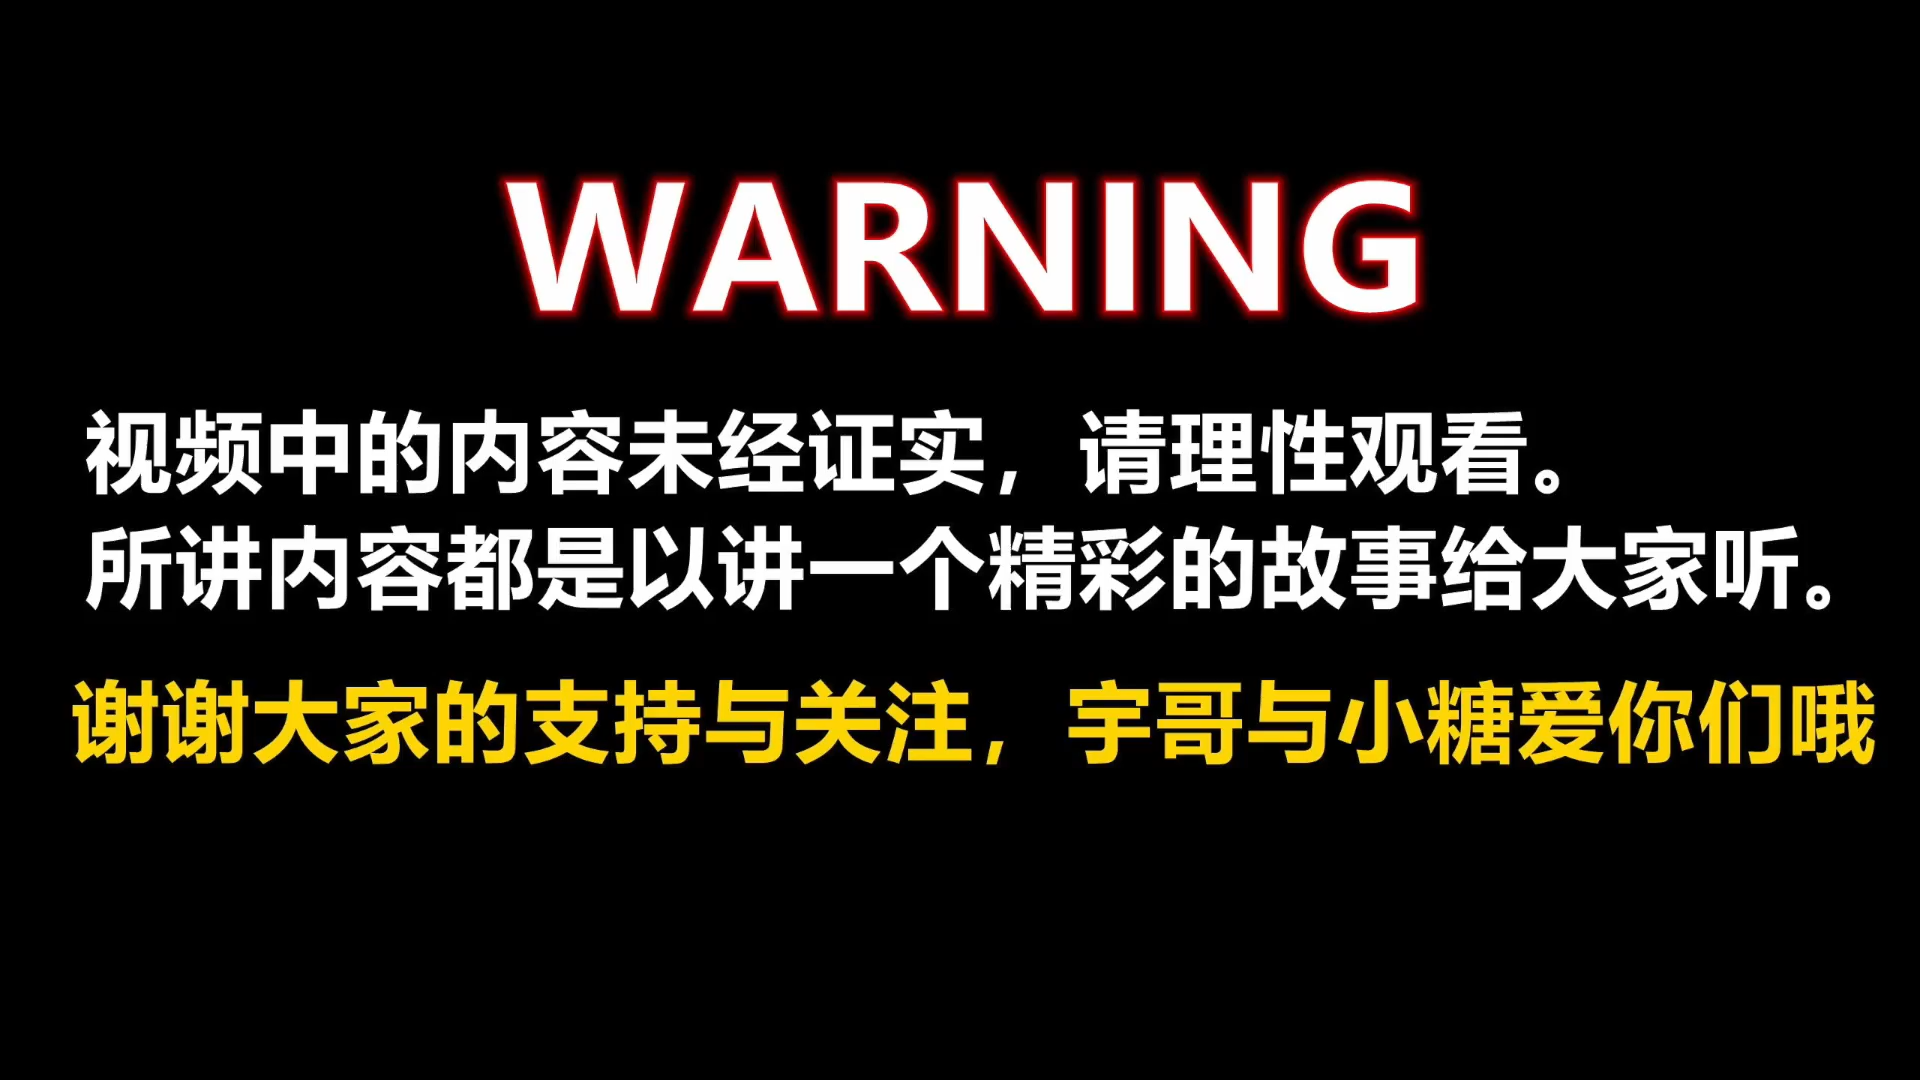 WARNING
视频中的内容未经证实，请理性观看。
所讲内容都是以讲一个精彩的故事给大家听。
谢谢大家的支持与关注，宇哥与小糖爱你们哦